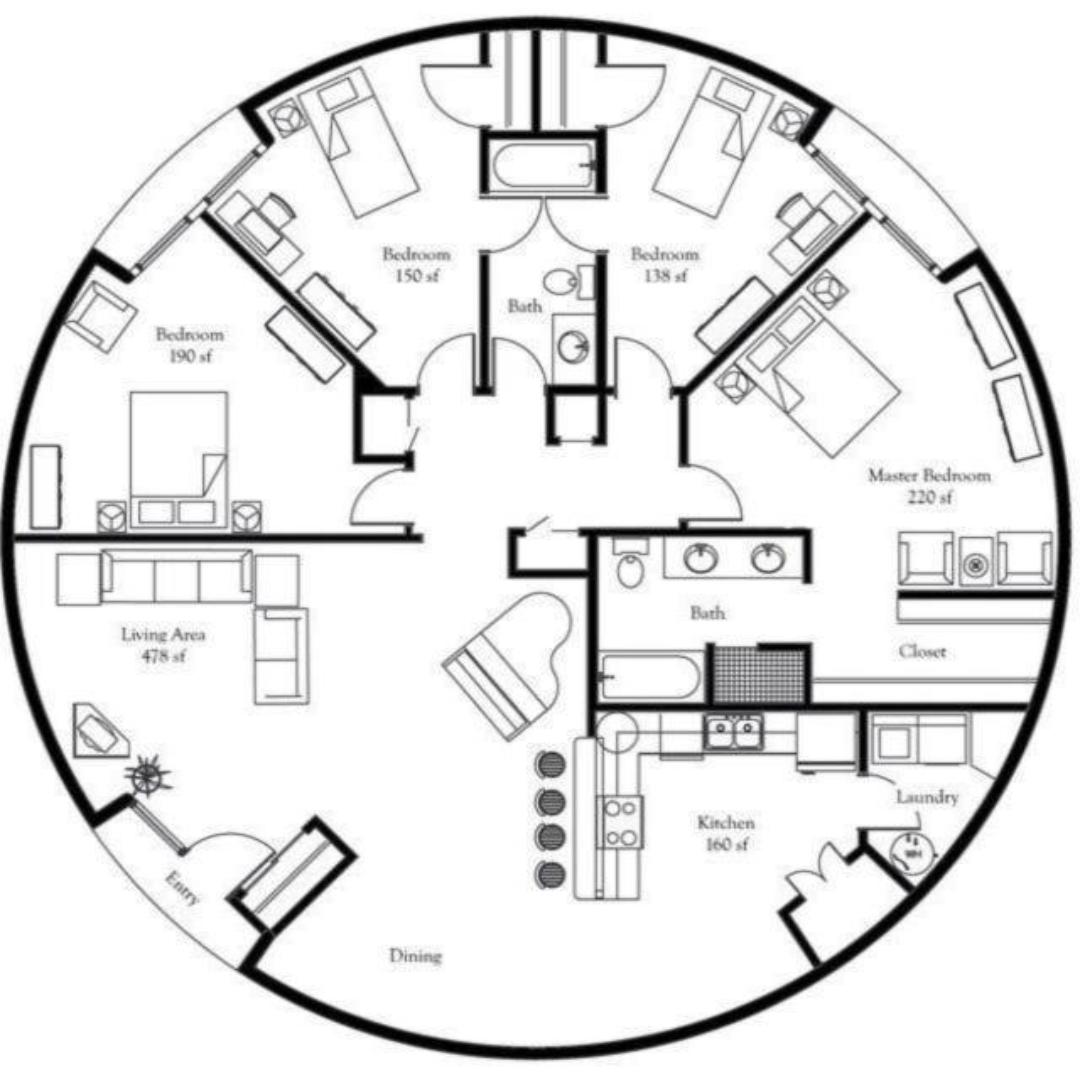 Bedroom
150 sf
Bedroom
138 sf
Bath
Bedroom
190 sf
Master Bedroom
220 sf
Living Area
478 sf
Bath
Closet
Entry
Kitchen
160 sf
Laundry
WH
Dining